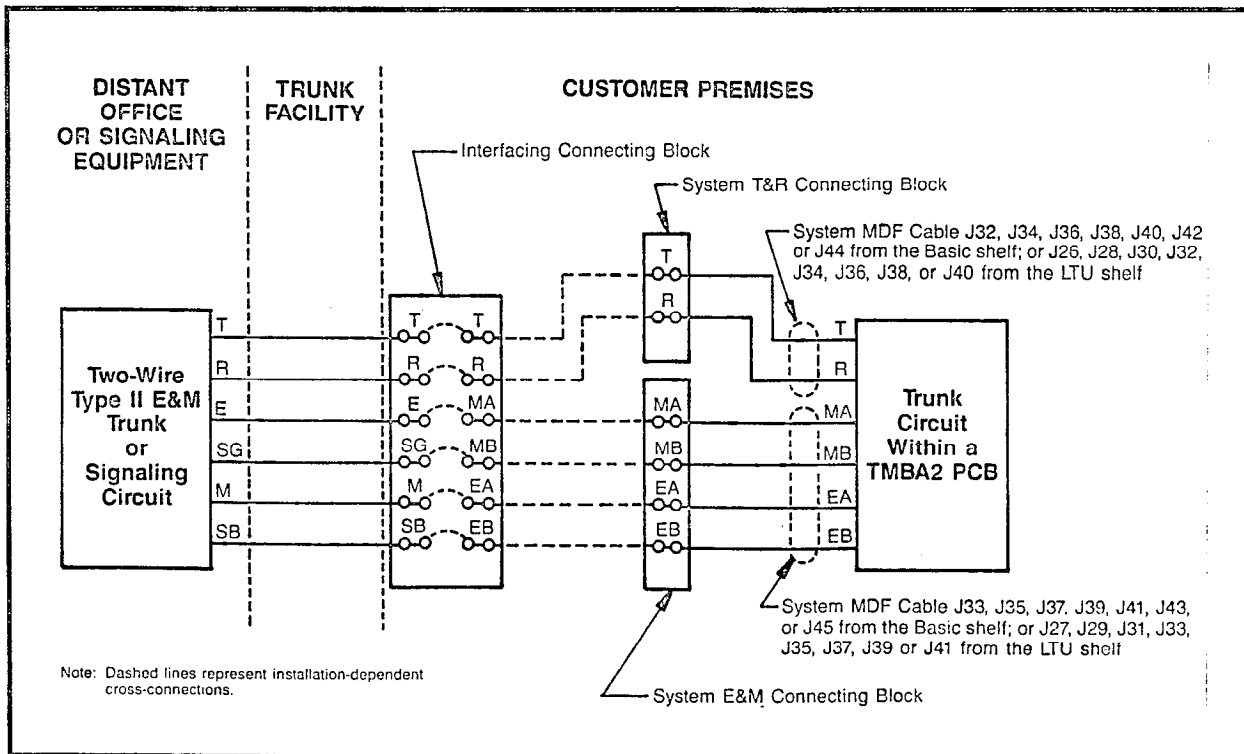 DISTANT
OFFICE
OR SIGNALING
EQUIPMENT
TRUNK
FACILITY
CUSTOMER PREMISES
Interfacing Connecting Block
System T&R Connecting Block
System MDF Cable J32, J34, J36, J38, J40, J42
or J44 from the Basic shelf; or J26, J28, J30, J32,
J34, J36, J38, or J40 from the LTU shelf
Two-Wire
Type II E&M
Trunk
or
Signaling
Circuit
T
R
E
SG
M
SB
T T
R R
E MA
SG MB
M EA
SB EB
T
R
MA
MB
EA
EB
T
R
MA
MB
EA
EB
Trunk
Circuit
Within a
TMBA2 PCB
System MDF Cable J33, J35, J37. J39, J41, J43,
or J45 from the Basic shelf; or J27, J29, J31, J33,
J35, J37, J39 or J41 from the LTU shelf
System E&M Connecting Block
Note: Dashed lines represent installation-dependent
cross-connections.